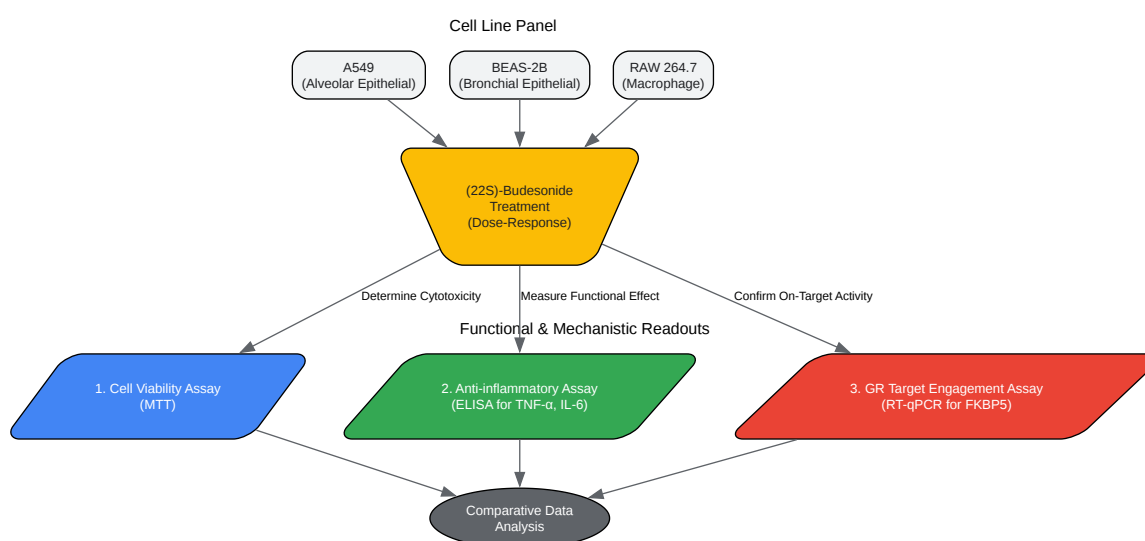 Cell Line Panel
A549
(Alveolar Epithelial)
BEAS-2B
(Bronchial Epithelial)
RAW 264.7
(Macrophage)
(22S)-Budesonide
Treatment
(Dose-Response)
Determine Cytotoxicity
Measure Functional Effect
Confirm On-Target Activity
Functional & Mechanistic Readouts
1. Cell Viability Assay
(MTT)
2. Anti-inflammatory Assay
(ELISA for TNF-α, IL-6)
3. GR Target Engagement Assay
(RT-qPCR for FKBP5)
Comparative Data
Analysis